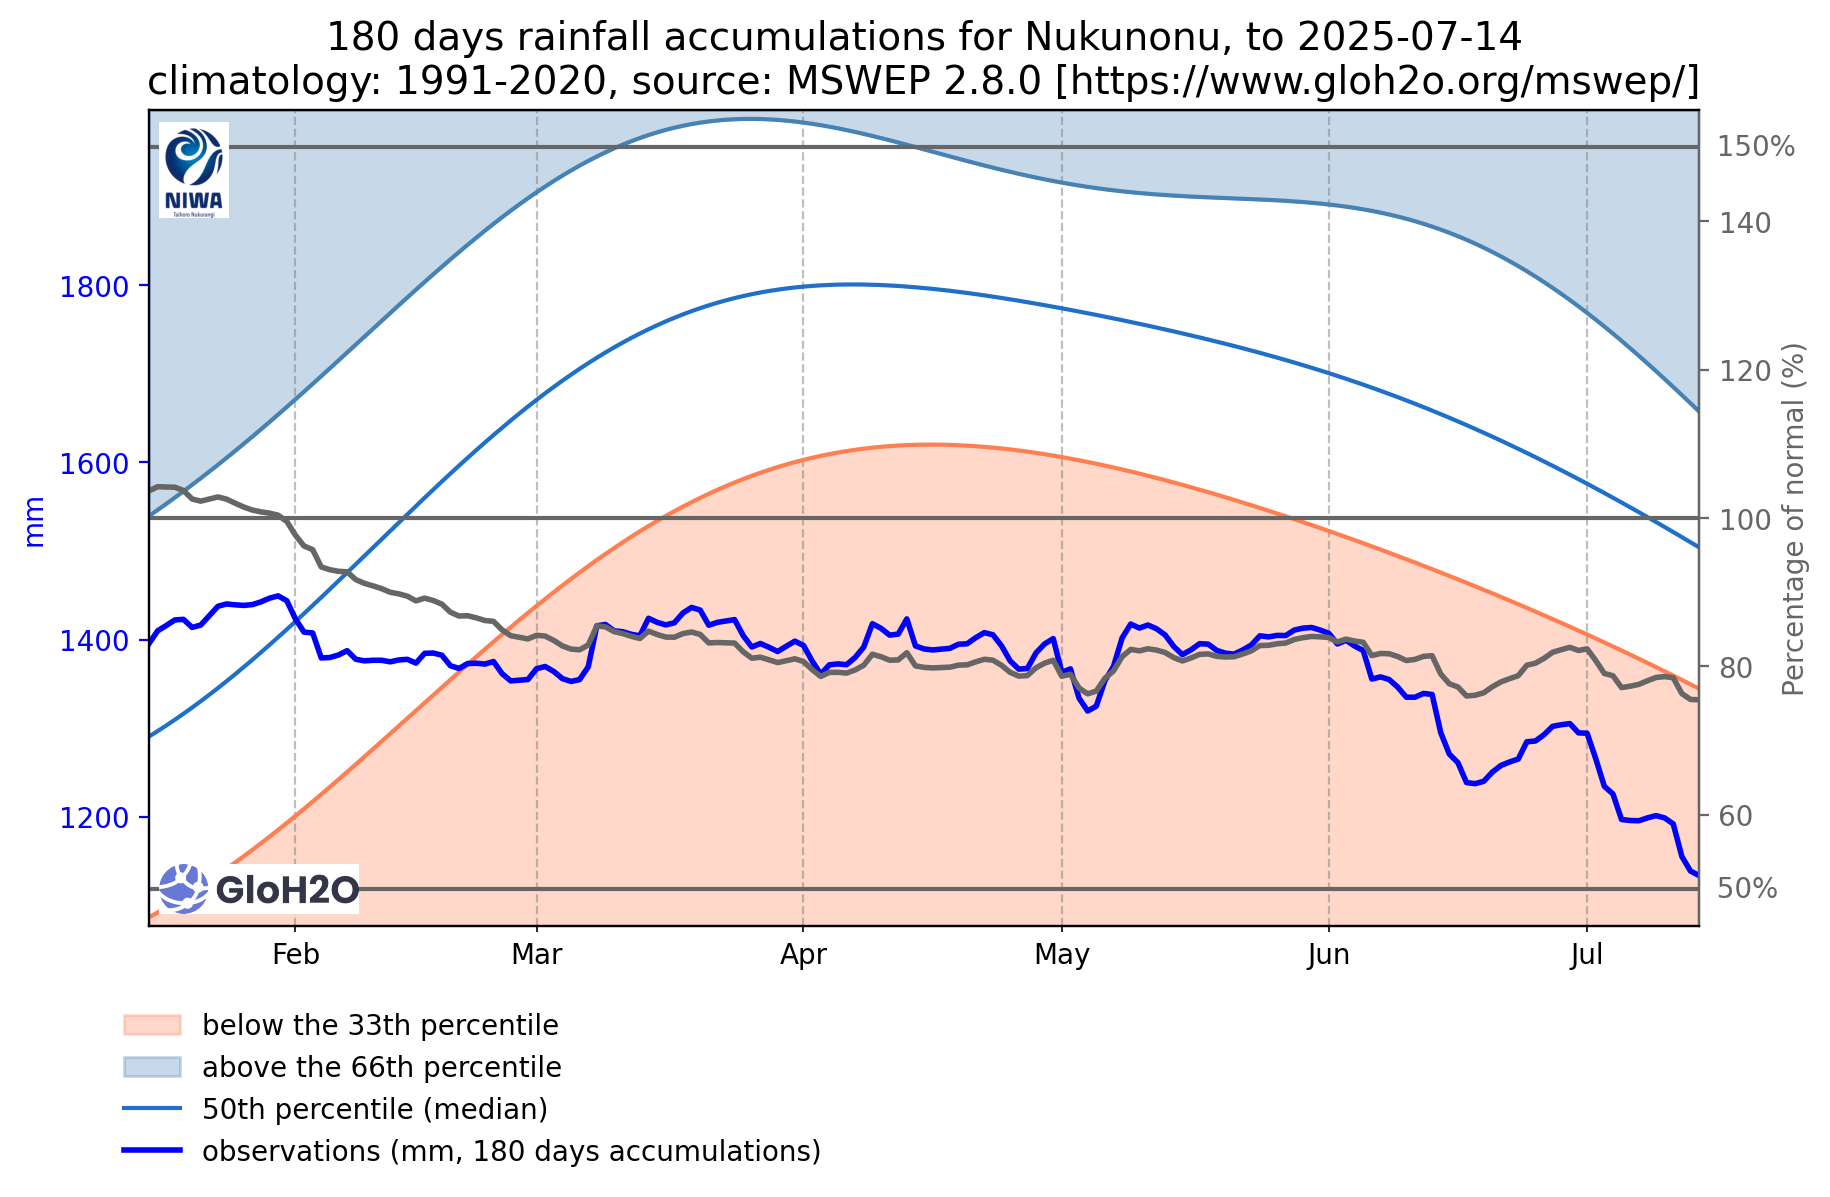 180 days rainfall accumulations for Nukunonu, to 2025-07-14
climatology: 1991-2020, source: MSWEP 2.8.0 [https://www.gloh2o.org/mswep/]
NIWA
Taihoro Nukurangi
150%
140
1800
120
1600
mm
100
Percentage of normal (%)
1400
80
1200
60
GloH2O
50%
Feb
Mar
Apr
May
Jun
Jul
below the 33th percentile
above the 66th percentile
50th percentile (median)
observations (mm, 180 days accumulations)